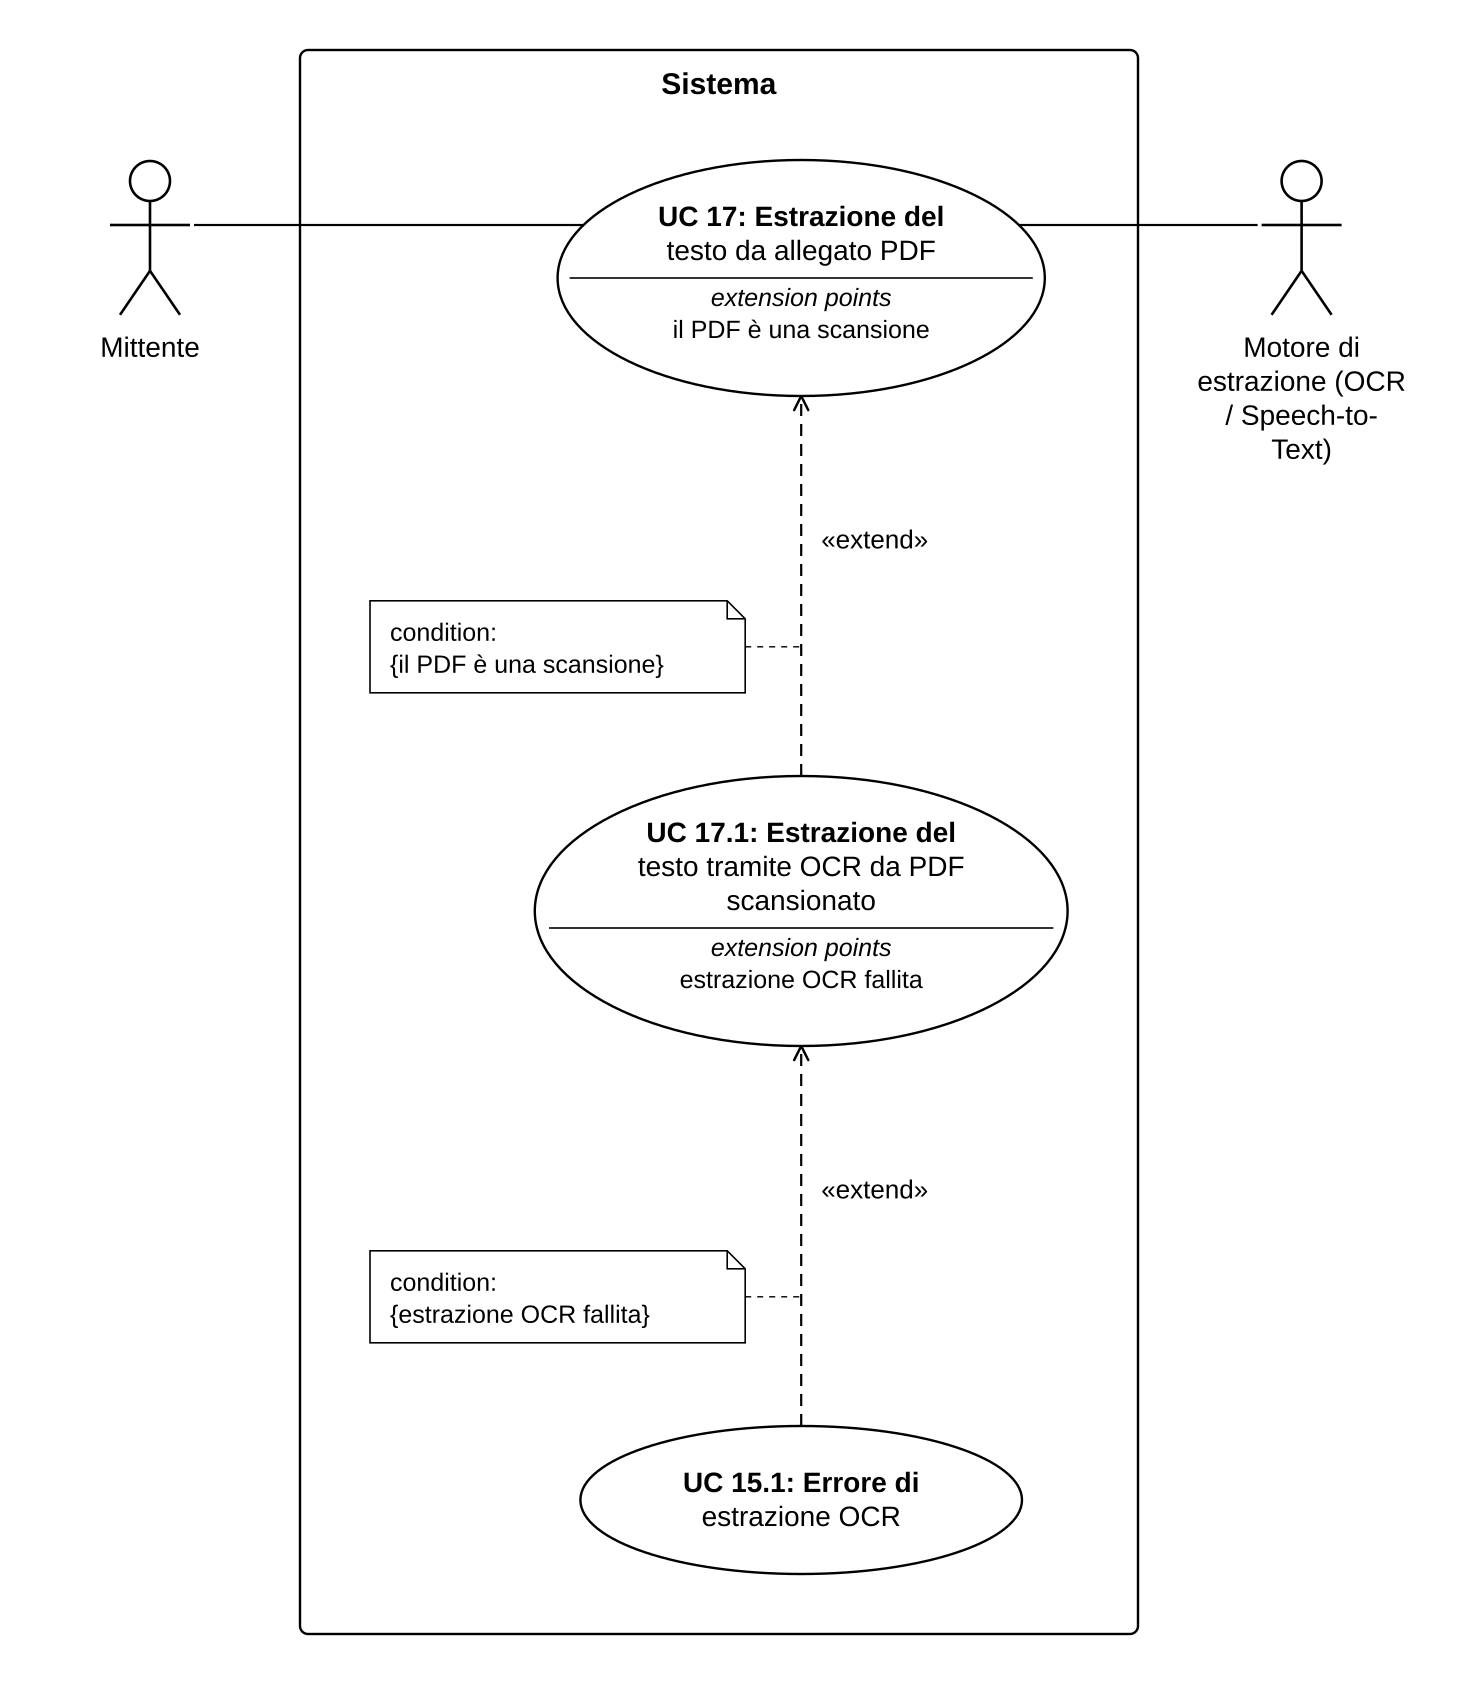 Sistema
UC 17: Estrazione del
testo da allegato PDF
extension points
il PDF è una scansione
Mittente
Motore di
estrazione (OCR
/ Speech-to-
Text)
«extend»
condition:
{il PDF è una scansione}
UC 17.1: Estrazione del
testo tramite OCR da PDF
scansionato
extension points
estrazione OCR fallita
«extend»
condition:
{estrazione OCR fallita}
UC 15.1: Errore di
estrazione OCR